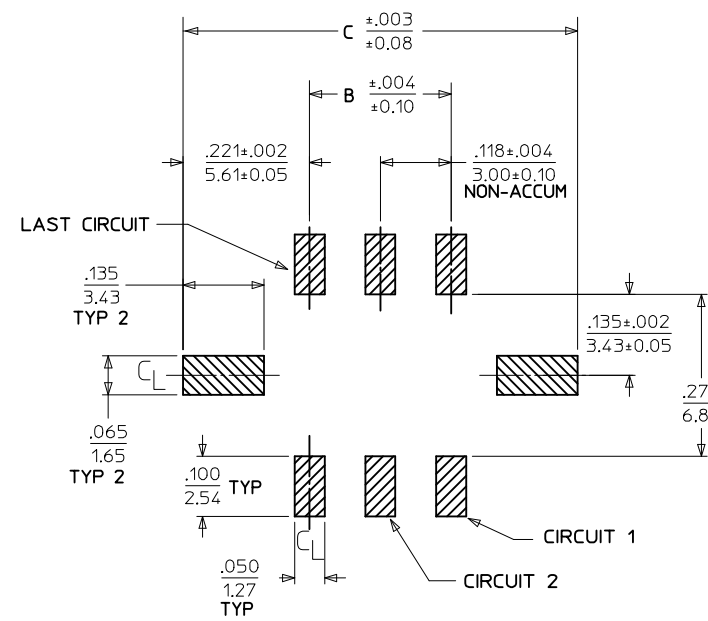 C ±.003
±0.08
B ±.004
±0.10
.221±.002
5.61±0.05
.118±.004
3.00±0.10
NON-ACCUM
LAST CIRCUIT
.135
3.43
TYP 2
.135±.002
3.43±0.05
CL
.27
6.8
.065
1.65
TYP 2
.100
2.54
TYP
CL
CIRCUIT 1
.050
1.27
TYP
CIRCUIT 2